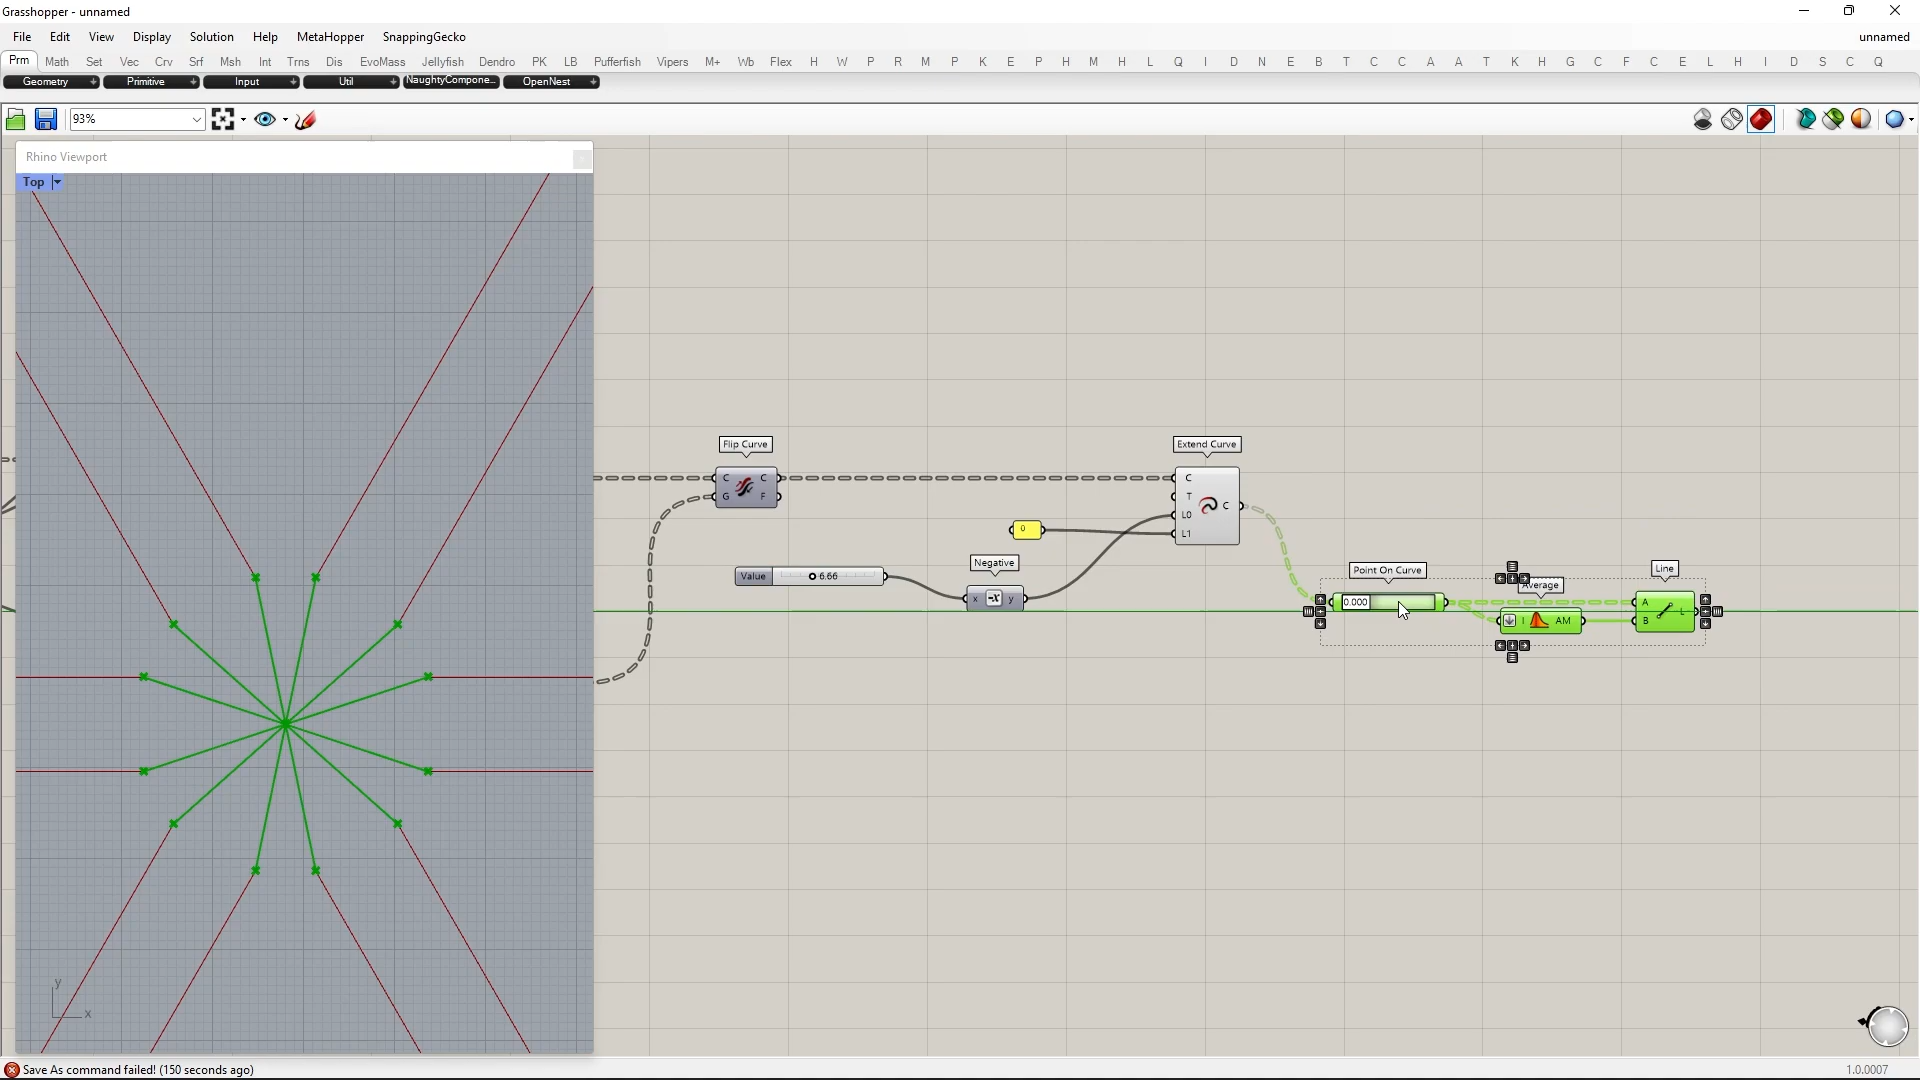 Grasshopper - unnamed
File Edit View Display Solution Help MetaHopper SnappingGecko unnamed
Prm Math Set Vec Crv Srf Msh Int Trns Dis EvoMass Jellyfish Dendro PK LB Pufferfish Vipers M+ Wb Flex H W P R M P K E P H M H L Q I D N E B T C C A A T K H G C F C E L H I D S C Q
Geometry Primitive Input Util NaughtyCompone... OpenNest
93%
Rhino Viewport
Top
Flip Curve
C C
G F
Extend Curve
C
T
L0
L1
C
0
Value 6.66
Negative
x -X y
Point On Curve
0.000
Average
I AM
Line
A
B
L
y
x
Save As command failed! (150 seconds ago)
1.0.0007